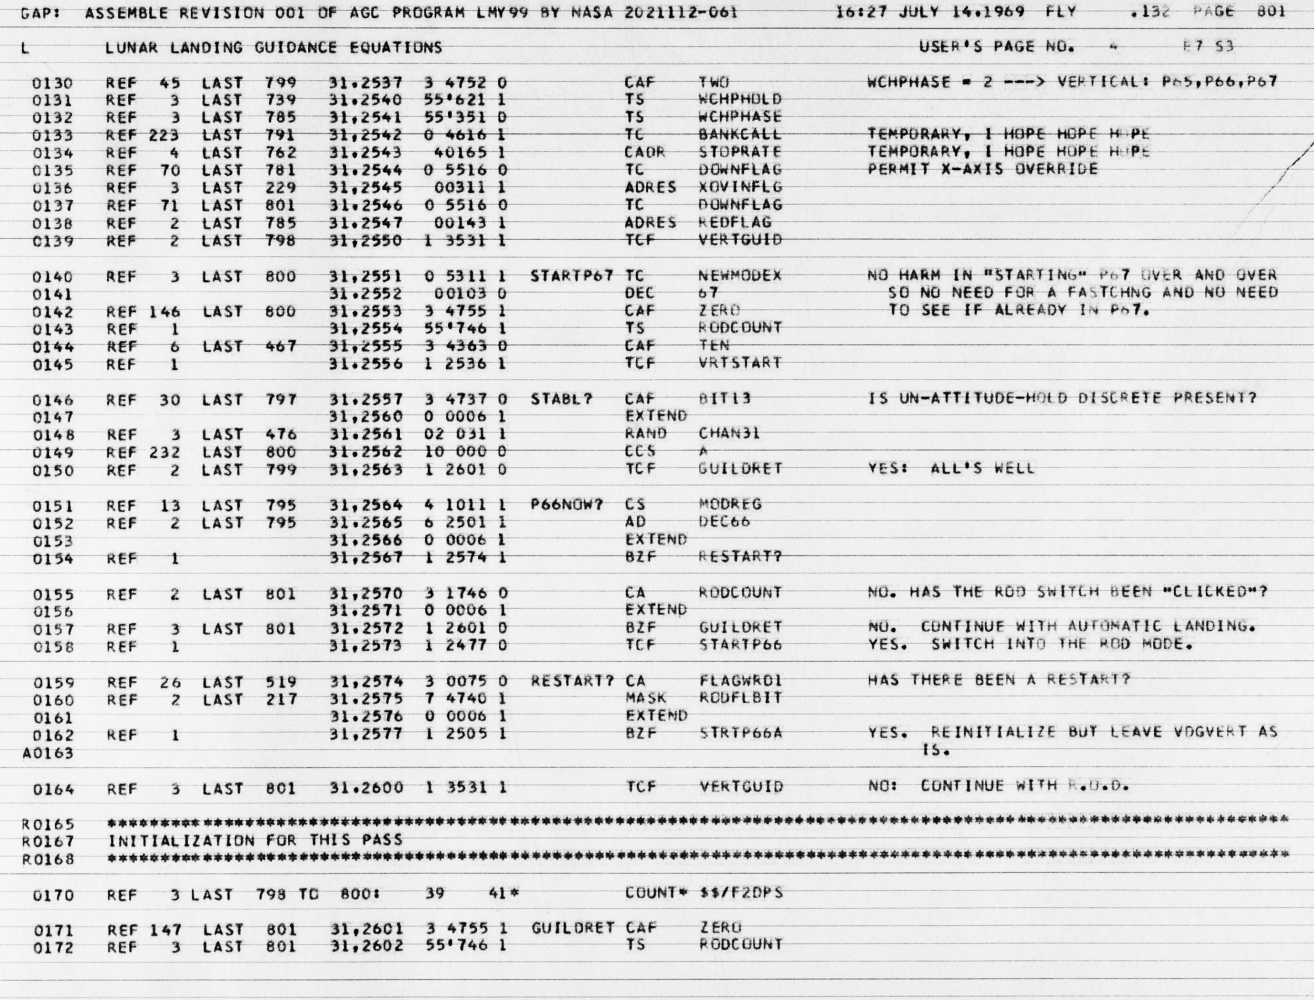 GAP: ASSEMBLE REVISION 001 OF AGC PROGRAM LMY99 BY NASA 2021112-061 16:27 JULY 14.1969 FLY .132 PAGE 801
L LUNAR LANDING GUIDANCE EQUATIONS USER'S PAGE NO. 4 E7 S3
0130 REF 45 LAST 799 31,2537 3 4752 0 CAF TWO WCHPHASE = 2 ---> VERTICAL: P65,P66,P67
0131 REF 3 LAST 739 31.2540 55'621 1 TS WCHPHOLD
0132 REF 3 LAST 785 31.2541 55'351 0 TS WCHPHASE
0133 REF 223 LAST 791 31,2542 0 4616 1 TC BANKCALL TEMPORARY, I HOPE HOPE HOPE
0134 REF 4 LAST 762 31.2543 40165 1 CADR STOPRATE TEMPORARY, I HOPE HOPE HOPE
0135 REF 70 LAST 781 31.2544 0 5516 0 TC DOWNFLAG PERMIT X-AXIS OVERRIDE
0136 REF 3 LAST 229 31,2545 00311 1 ADRES XOVINFLG
0137 REF 71 LAST 801 31.2546 0 5516 0 TC DOWNFLAG
0138 REF 2 LAST 785 31.2547 00143 1 ADRES REDFLAG
0139 REF 2 LAST 798 31,2550 1 3531 1 TCF VERTGUID
0140 REF 3 LAST 800 31,2551 0 5311 1 STARTP67 TC NEWMODEX NO HARM IN "STARTING" P67 OVER AND OVER
0141 31.2552 00103 0 DEC 67 SO NO NEED FOR A FASTCHNG AND NO NEED
0142 REF 146 LAST 800 31.2553 3 4755 1 CAF ZERO TO SEE IF ALREADY IN P67.
0143 REF 1 31,2554 55'746 1 TS RODCOUNT
0144 REF 6 LAST 467 31,2555 3 4363 0 CAF TEN
0145 REF 1 31.2556 1 2536 1 TCF VRTSTART
0146 REF 30 LAST 797 31.2557 3 4737 0 STABL? CAF BIT13 IS UN-ATTITUDE-HOLD DISCRETE PRESENT?
0147 31,2560 0 0006 1 EXTEND
0148 REF 3 LAST 476 31.2561 02 031 1 RAND CHAN31
0149 REF 232 LAST 800 31.2562 10 000 0 CCS A
0150 REF 2 LAST 799 31,2563 1 2601 0 TCF GUILDRET YES: ALL'S WELL
0151 REF 13 LAST 795 31,2564 4 1011 1 P66NOW? CS MODREG
0152 REF 2 LAST 795 31.2565 6 2501 1 AD DEC66
0153 31.2566 0 0006 1 EXTEND
0154 REF 1 31,2567 1 2574 1 BZF RESTART?
0155 REF 2 LAST 801 31,2570 3 1746 0 CA RODCOUNT NO. HAS THE ROD SWITCH BEEN "CLICKED"?
0156 31.2571 0 0006 1 EXTEND
0157 REF 3 LAST 801 31.2572 1 2601 0 BZF GUILDRET NO. CONTINUE WITH AUTOMATIC LANDING.
0158 REF 1 31,2573 1 2477 0 TCF STARTP66 YES. SWITCH INTO THE ROD MODE.
0159 REF 26 LAST 519 31,2574 3 0075 0 RESTART? CA FLAGWRD1 HAS THERE BEEN A RESTART?
0160 REF 2 LAST 217 31.2575 7 4740 1 MASK RODFLBIT
0161 31.2576 0 0006 1 EXTEND
0162 REF 1 31,2577 1 2505 1 BZF STRTP66A YES. REINITIALIZE BUT LEAVE VDGVERT AS
A0163 IS.
0164 REF 3 LAST 801 31.2600 1 3531 1 TCF VERTGUID NO: CONTINUE WITH R.O.D.
R0165 ****************************************************************************************************************
R0167 INITIALIZATION FOR THIS PASS
R0168 ****************************************************************************************************************
0170 REF 3 LAST 798 TO 800: 39 41* COUNT* $$/F2DPS
0171 REF 147 LAST 801 31,2601 3 4755 1 GUILDRET CAF ZERO
0172 REF 3 LAST 801 31,2602 55'746 1 TS RODCOUNT